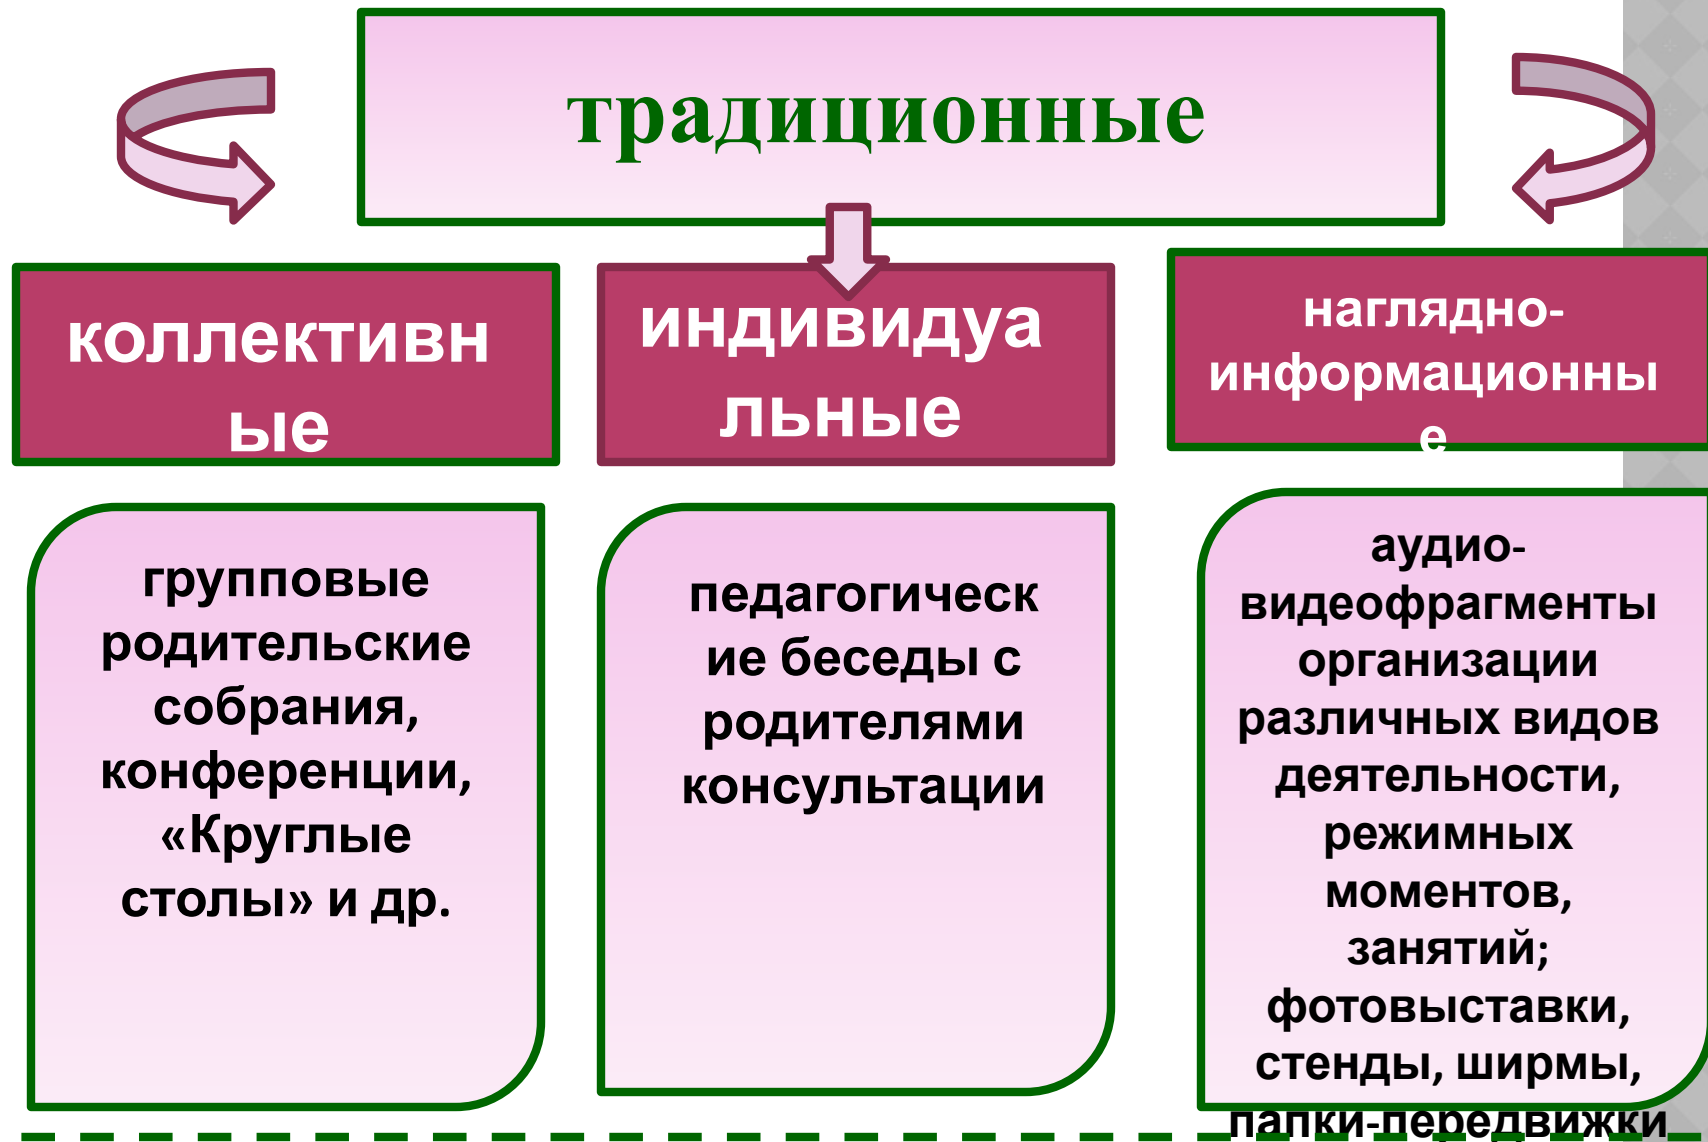 традиционные
коллективн
ые
индивидуа
льные
наглядно-
информационны
е
групповые
родительские
собрания,
конференции,
«Круглые
столы» и др.
педагогическ
ие беседы с
родителями
консультации
аудио-
видеофрагменты
организации
различных видов
деятельности,
режимных
моментов,
занятий;
фотовыставки,
стенды, ширмы,
папки-передвижки